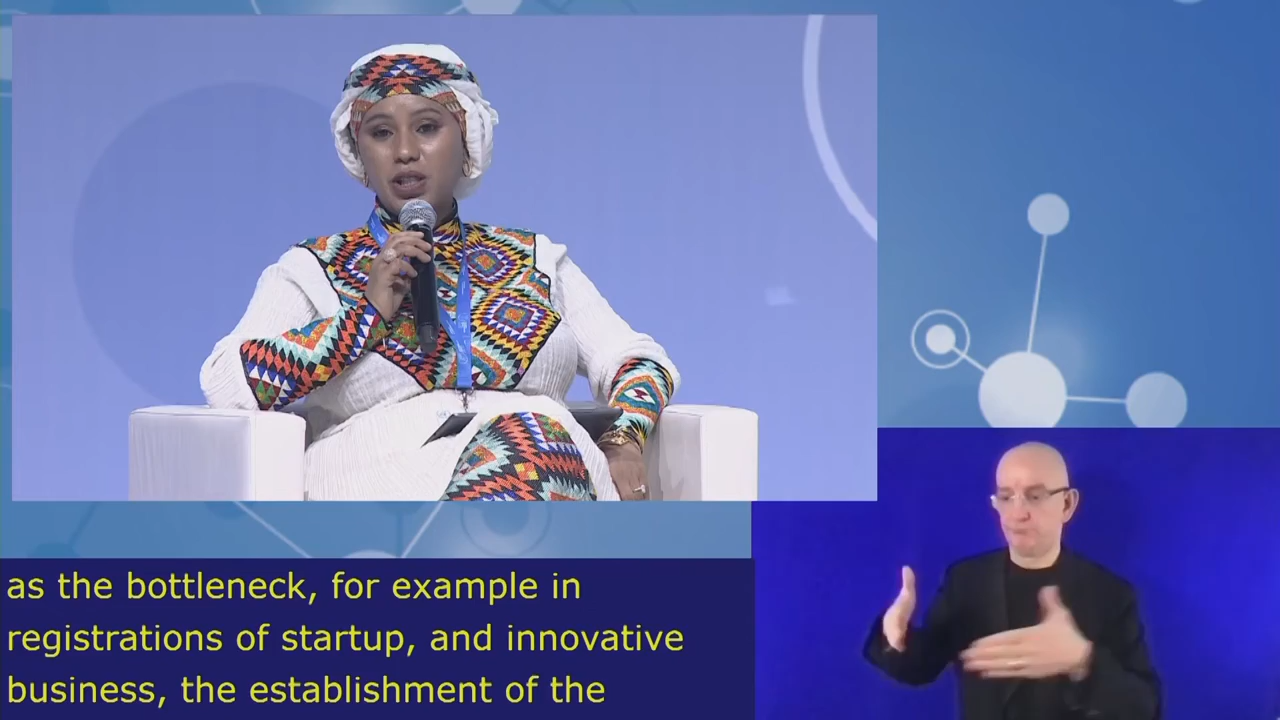 as the bottleneck, for example in
registrations of startup, and innovative
business, the establishment of the